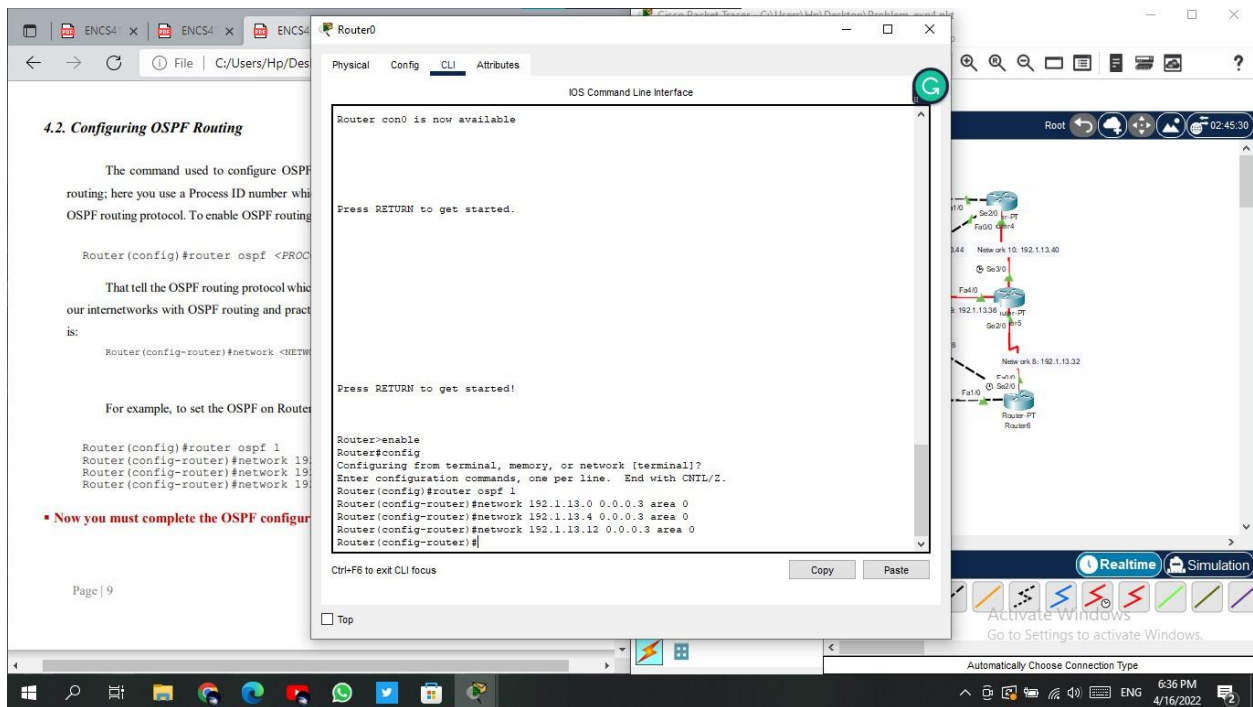 ENCS4
ENCS4
ENCS4
File | C:/Users/Hp/Des
4.2. Configuring OSPF Routing
The command used to configure OSPF
routing; here you use a Process ID number whi
OSPF routing protocol. To enable OSPF routing
Router(config)#router ospf <PROC
That tell the OSPF routing protocol whic
our internetworks with OSPF routing and pract
is:
Router(config-router)#network <NETW
For example, to set the OSPF on Router
Router(config)#router ospf 1
Router(config-router)#network 19
Router(config-router)#network 19
Router(config-router)#network 19
▪ Now you must complete the OSPF configur
Page | 9
Router0
Physical Config CLI Attributes
IOS Command Line Interface
Router con0 is now available
Press RETURN to get started.
Press RETURN to get started!
Router>enable
Router#config
Configuring from terminal, memory, or network [terminal]?
Enter configuration commands, one per line. End with CNTL/Z.
Router(config)#router ospf 1
Router(config-router)#network 192.1.13.0 0.0.0.3 area 0
Router(config-router)#network 192.1.13.4 0.0.0.3 area 0
Router(config-router)#network 192.1.13.12 0.0.0.3 area 0
Router(config-router)#
Ctrl+F6 to exit CLI focus
Copy Paste
Top
Root 02:45:30
Se2/0
Fa0/0
Network 10: 192.1.13.40
Se3/0
Fa4/0
192.1.13.36
Se2/0
Network 8: 192.1.13.32
Se2/0
Fa1/0
Router-PT
Router6
Realtime Simulation
Activate Windows
Go to Settings to activate Windows.
Automatically Choose Connection Type
ENG
6:36 PM
4/16/2022
2